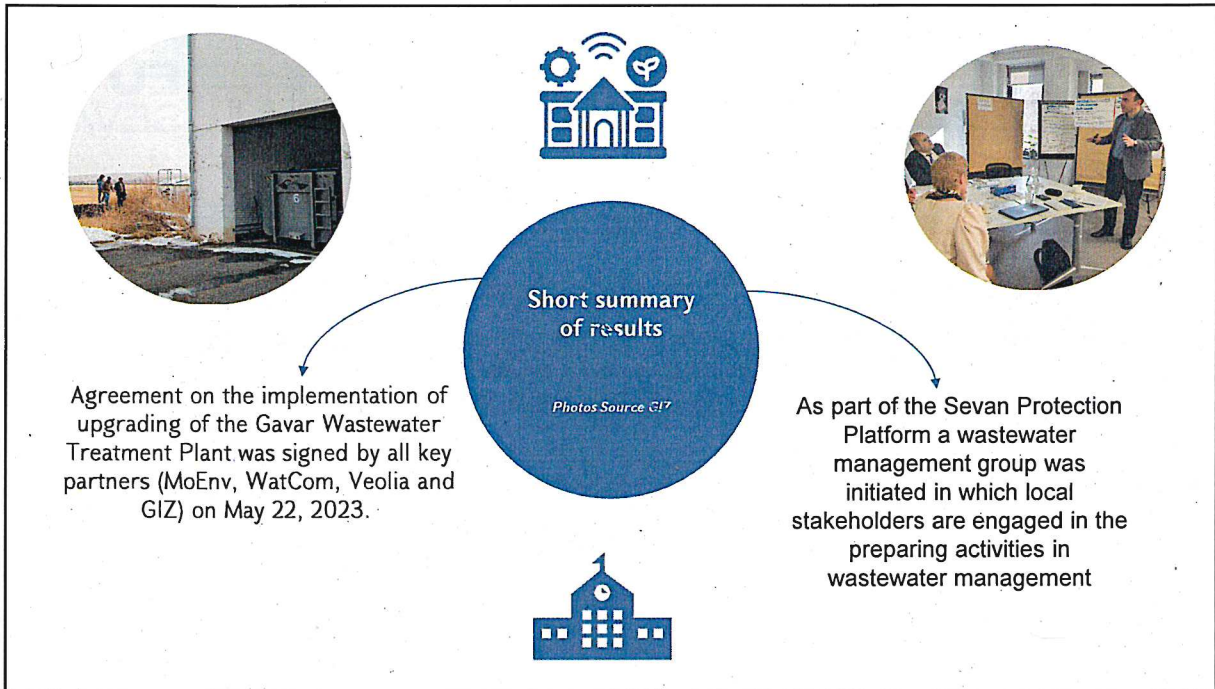 Short summary
of results
Photos Source GIZ
Agreement on the implementation of
upgrading of the Gavar Wastewater
Treatment Plant was signed by all key
partners (MoEnv, WatCom, Veolia and
GIZ) on May 22, 2023.
As part of the Sevan Protection
Platform a wastewater
management group was
initiated in which local
stakeholders are engaged in the
preparing activities in
wastewater management
6